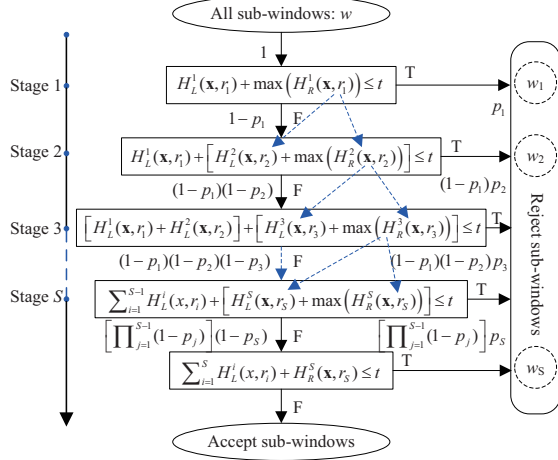 All sub-windows: w
1
Stage 1
H_L^1(x,r_1)+max(H_R^1(x,r_1))≤t
T
w_1
p_1
1−p_1
F
Stage 2
H_L^1(x,r_1)+[H_L^2(x,r_2)+max(H_R^2(x,r_2))]≤t
T
w_2
(1−p_1)(1−p_2)
F
(1−p_1)p_2
Stage 3
[H_L^1(x,r_1)+H_L^2(x,r_2)]+[H_L^3(x,r_3)+max(H_R^3(x,r_3))]≤t
T
(1−p_1)(1−p_2)(1−p_3)
F
(1−p_1)(1−p_2)p_3
Reject sub-windows
Stage S
∑_{i=1}^{S−1} H_L^i(x,r_i)+[H_L^S(x,r_S)+max(H_R^S(x,r_S))]≤t
T
[∏_{j=1}^{S−1}(1−p_j)](1−p_S)
F
[∏_{j=1}^{S−1}(1−p_j)]p_S
∑_{i=1}^{S} H_L^i(x,r_i)+H_R^S(x,r_S)≤t
T
w_S
F
Accept sub-windows